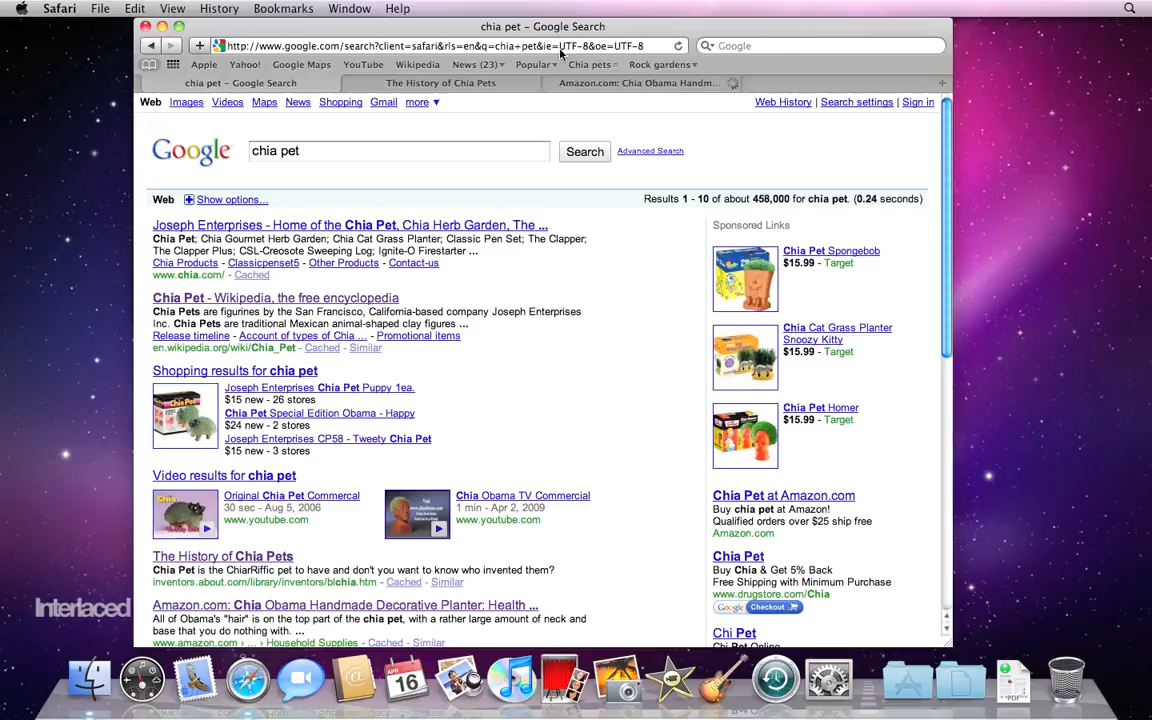 Safari File Edit View History Bookmarks Window Help
chia pet - Google Search
http://www.google.com/search?client=safari&rls=en&q=chia+pet&ie=UTF-8&oe=UTF-8 Google
Apple Yahoo! Google Maps YouTube Wikipedia News (23) Popular Chia pets Rock gardens
chia pet - Google Search The History of Chia Pets Amazon.com: Chia Obama Handm...
Web Images Videos Maps News Shopping Gmail more ▼ Web History | Search settings | Sign in
Google chia pet Search Advanced Search
Web Show options... Results 1 - 10 of about 458,000 for chia pet. (0.24 seconds)
Joseph Enterprises - Home of the Chia Pet, Chia Herb Garden, The ...
Chia Pet; Chia Gourmet Herb Garden; Chia Cat Grass Planter; Classic Pen Set; The Clapper;
The Clapper Plus; CSL-Creosote Sweeping Log; Ignite-O Firestarter ...
Chia Products - Classicpenset5 - Other Products - Contact-us
www.chia.com/ - Cached
Chia Pet - Wikipedia, the free encyclopedia
Chia Pets are figurines by the San Francisco, California-based company Joseph Enterprises
Inc. Chia Pets are traditional Mexican animal-shaped clay figures ...
Release timeline - Account of types of Chia ... - Promotional items
en.wikipedia.org/wiki/Chia_Pet - Cached - Similar
Shopping results for chia pet
Joseph Enterprises Chia Pet Puppy 1ea.
$15 new - 26 stores
Chia Pet Special Edition Obama - Happy
$24 new - 2 stores
Joseph Enterprises CP58 - Tweety Chia Pet
$15 new - 3 stores
Video results for chia pet
Original Chia Pet Commercal
30 sec - Aug 5, 2006
www.youtube.com
Chia Obama TV Commercial
1 min - Apr 2, 2009
www.youtube.com
The History of Chia Pets
Chia Pet is the ChiarRiffic pet to have and don't you want to know who invented them?
inventors.about.com/library/inventors/blchia.htm - Cached - Similar
Amazon.com: Chia Obama Handmade Decorative Planter: Health ...
All of Obama's "hair" is on the top part of the chia pet, with a rather large amount of neck and
base that you do nothing with. ...
www.amazon.com › ... › Household Supplies - Cached - Similar
Sponsored Links
Chia Pet Spongebob
$15.99 - Target
Chia Cat Grass Planter
Snoozy Kitty
$15.99 - Target
Chia Pet Homer
$15.99 - Target
Chia Pet at Amazon.com
Buy chia pet at Amazon!
Qualified orders over $25 ship free
Amazon.com
Chia Pet
Buy Chia & Get 5% Back
Free Shipping with Minimum Purchase
www.drugstore.com/Chia
Google Checkout
Chi Pet
Chi Pet Online
Interlaced
APR
16
PDF